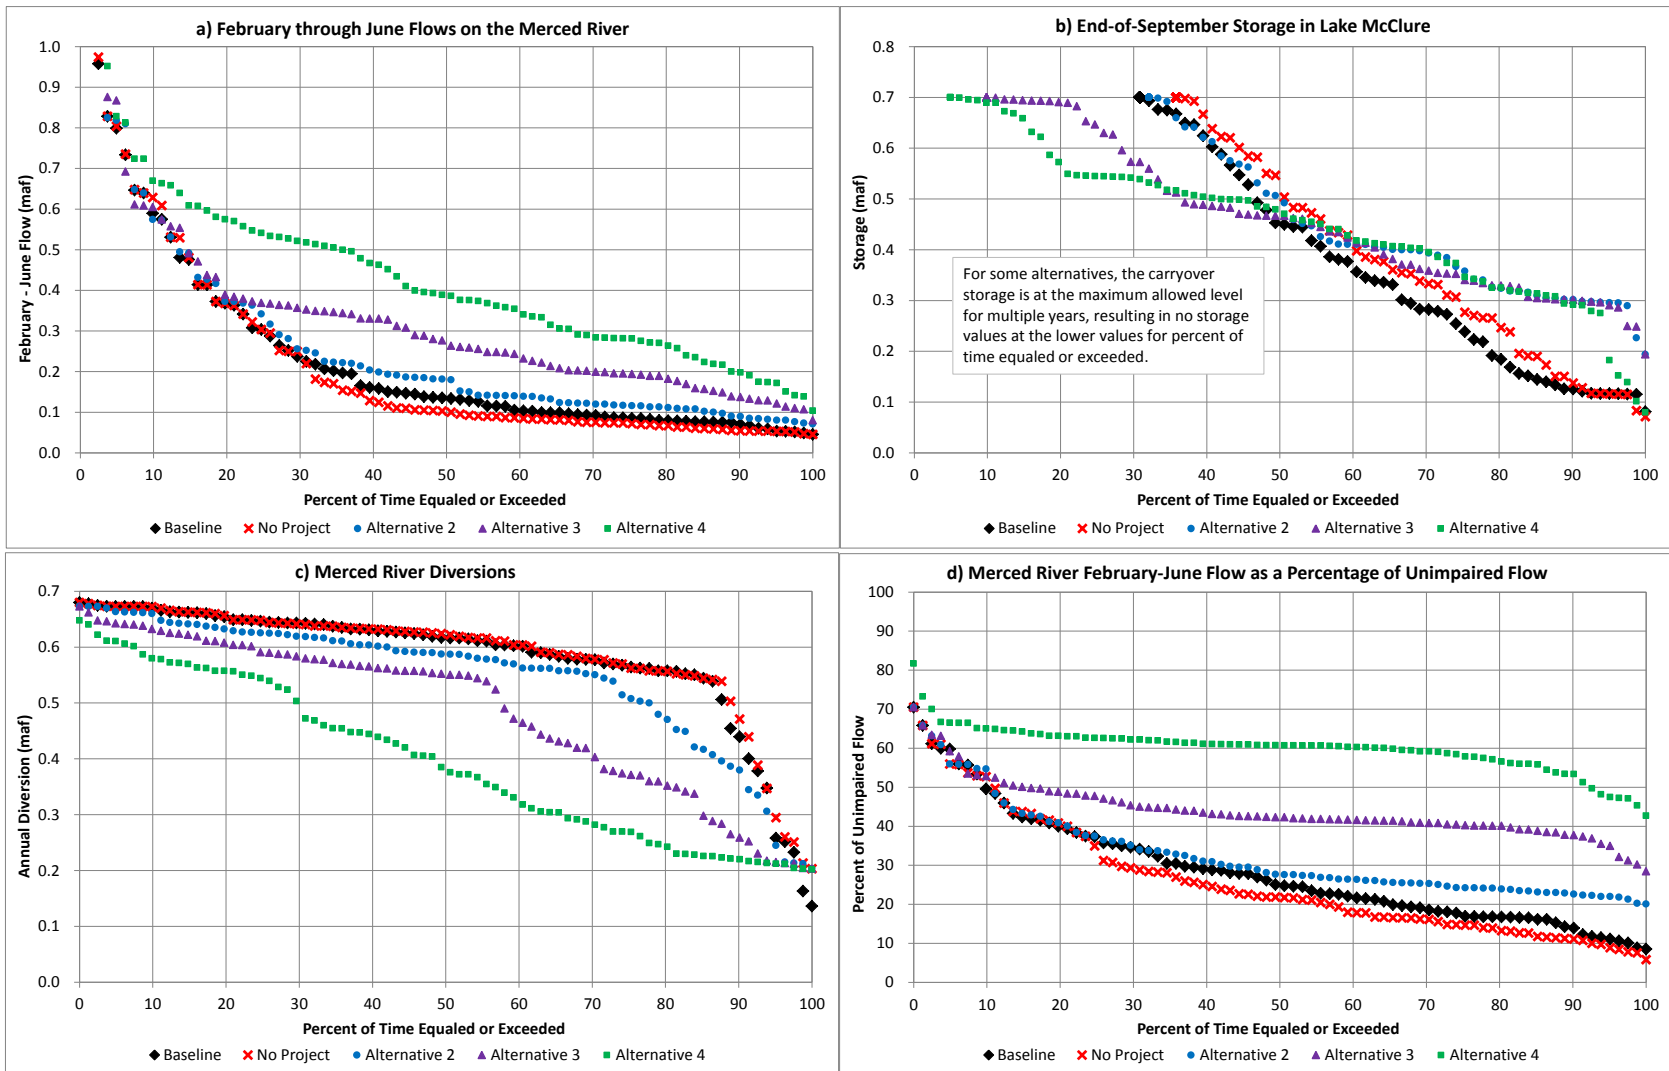 a) February through June Flows on the Merced River
February - June Flow (maf)
1.0
0.9
0.8
0.7
0.6
0.5
0.4
0.3
0.2
0.1
0.0
0 10 20 30 40 50 60 70 80 90 100
Percent of Time Equaled or Exceeded
Baseline No Project Alternative 2 Alternative 3 Alternative 4
b) End-of-September Storage in Lake McClure
Storage (maf)
0.8
0.7
0.6
0.5
0.4
0.3
0.2
0.1
0.0
For some alternatives, the carryover
storage is at the maximum allowed level
for multiple years, resulting in no storage
values at the lower values for percent of
time equaled or exceeded.
0 10 20 30 40 50 60 70 80 90 100
Percent of Time Equaled or Exceeded
Baseline No Project Alternative 2 Alternative 3 Alternative 4
c) Merced River Diversions
Annual Diversion (maf)
0.7
0.6
0.5
0.4
0.3
0.2
0.1
0.0
0 10 20 30 40 50 60 70 80 90 100
Percent of Time Equaled or Exceeded
Baseline No Project Alternative 2 Alternative 3 Alternative 4
d) Merced River February-June Flow as a Percentage of Unimpaired Flow
Percent of Unimpaired Flow
100
90
80
70
60
50
40
30
20
10
0
0 10 20 30 40 50 60 70 80 90 100
Percent of Time Equaled or Exceeded
Baseline No Project Alternative 2 Alternative 3 Alternative 4